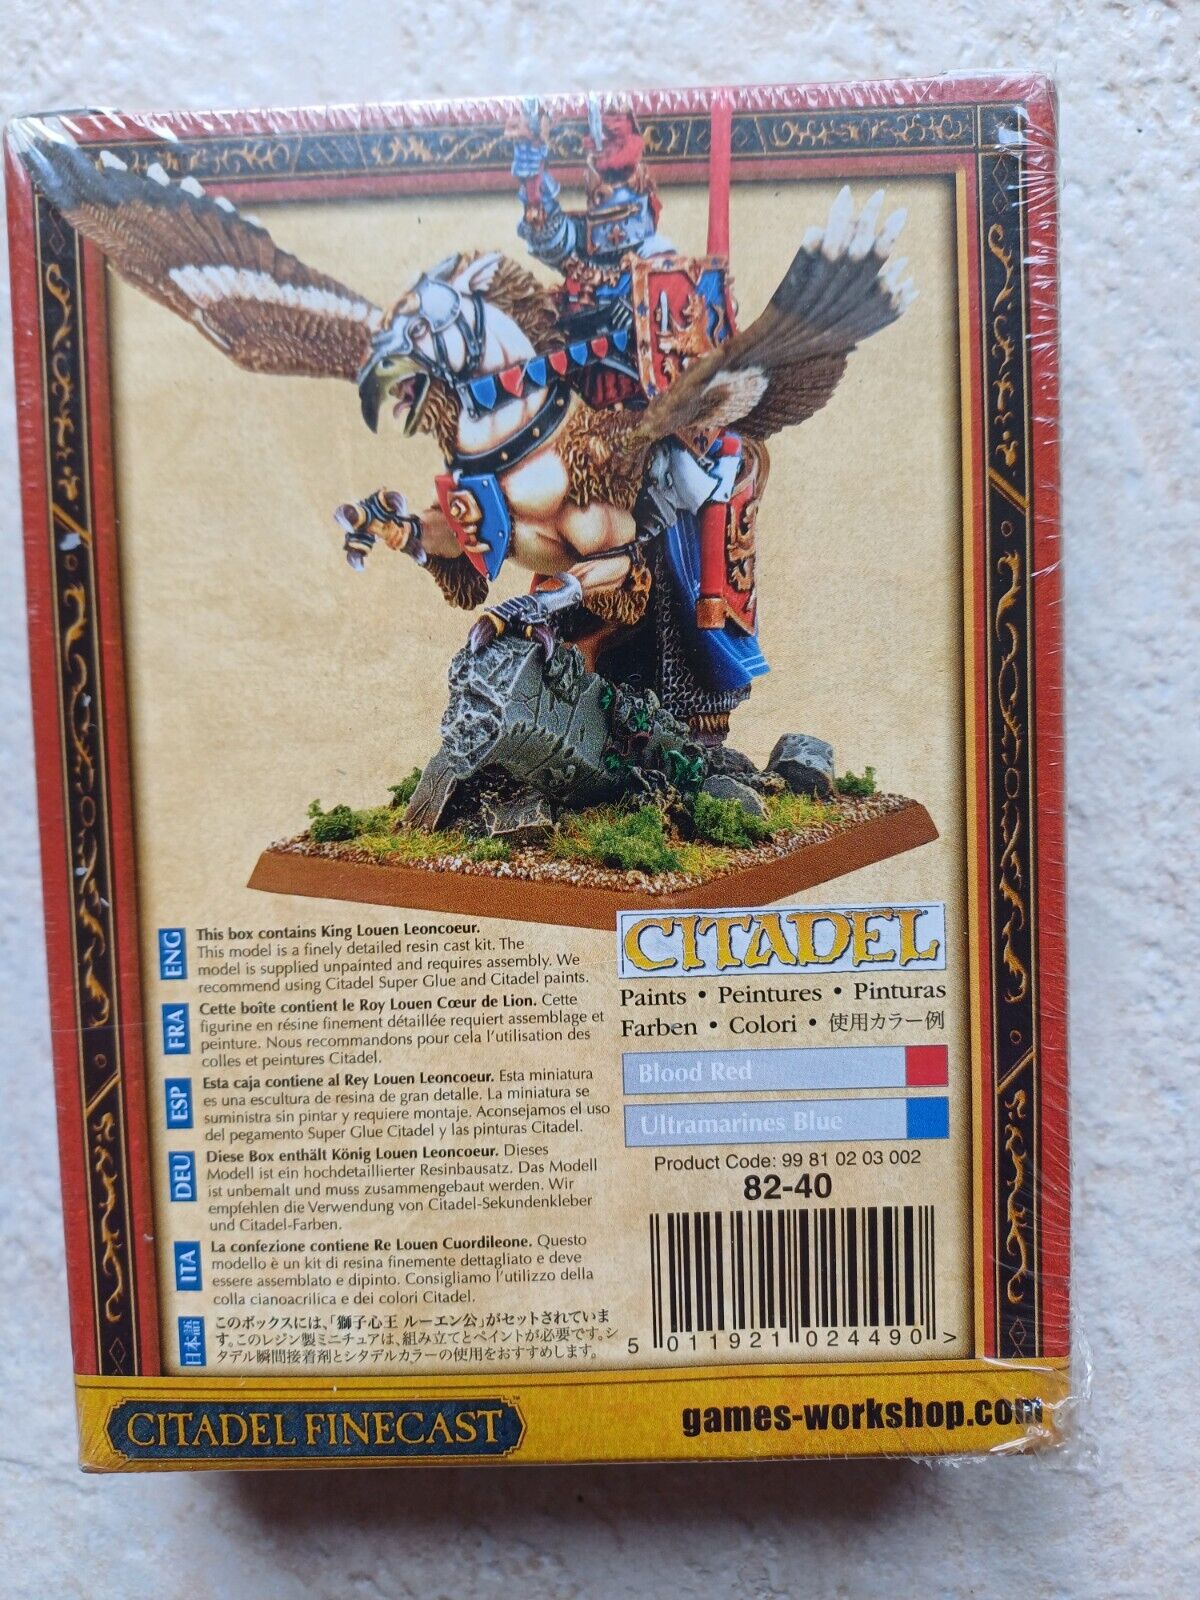 ENG
This box contains King Louen Leoncoeur.
This model is a finely detailed resin cast kit. The
model is supplied unpainted and requires assembly. We
recommend using Citadel Super Glue and Citadel paints.
FRA
Cette boîte contient le Roy Louen Cœur de Lion. Cette
figurine en résine finement détaillée requiert assemblage et
peinture. Nous recommandons pour cela l'utilisation des
colles et peintures Citadel.
ESP
Esta caja contiene al Rey Louen Leoncoeur. Esta miniatura
es una escultura de resina de gran detalle. La miniatura se
suministra sin pintar y requiere montaje. Aconsejamos el uso
del pegamento Super Glue Citadel y las pinturas Citadel.
DEU
Diese Box enthält König Louen Leoncoeur. Dieses
Modell ist ein hochdetaillierter Resinbausatz. Das Modell
ist unbemalt und muss zusammengebaut werden. Wir
empfehlen die Verwendung von Citadel-Sekundenkleber
und Citadel-Farben.
ITA
La confezione contiene Re Louen Cuordileone. Questo
modello è un kit di resina finemente dettagliato e deve
essere assemblato e dipinto. Consigliamo l'utilizzo della
colla cianoacrilica e dei colori Citadel.
日本語
このボックスには、「獅子心王 ルーエン公」がセットされていま
す。このレジン製ミニチュアは、組み立てとペイントが必要です。シ
タデル瞬間接着剤とシタデルカラーの使用をおすすめします。
CITADEL
Paints • Peintures • Pinturas
Farben • Colori • 使用カラー例
Blood Red
Ultramarines Blue
Product Code: 99 81 02 03 002
82-40
5 011921 024490 >
CITADEL FINECAST™
games-workshop.com